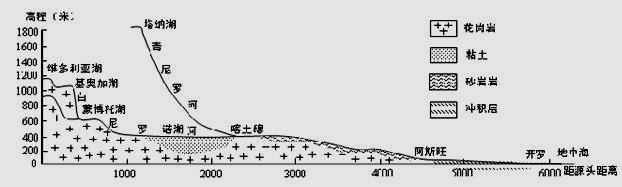 高程(米)
1800
1600
1400
1200
1000
800
600
400
200
0
塔纳湖
青
尼
罗
河
维多利亚湖
基奥加湖
白
蒙博托湖
尼
罗
诺湖
河
喀土穆
阿斯旺
开罗
地中海
1000
2000
3000
4000
5000
6000
距源头距离
花岗岩
粘土
砂岩岩
冲积层